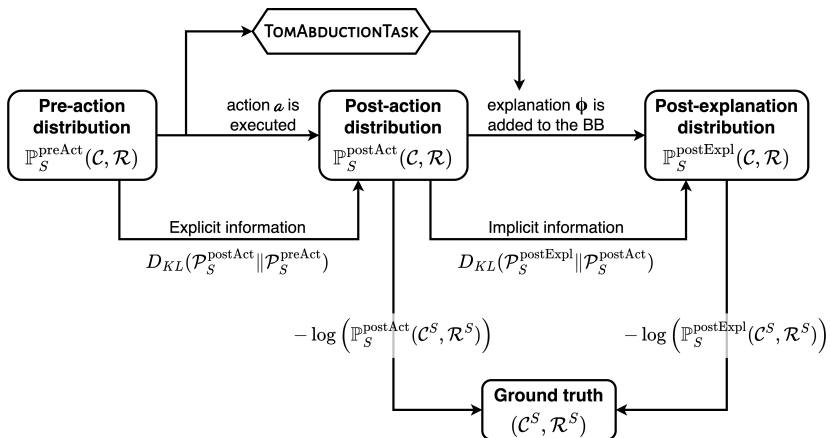 TOMABDUCTIONTASK
Pre-action
distribution
ℙ_S^preAct(𝒞, ℛ)
action 𝒂 is
executed
Post-action
distribution
ℙ_S^postAct(𝒞, ℛ)
explanation ϕ is
added to the BB
Post-explanation
distribution
ℙ_S^postExpl(𝒞, ℛ)
Explicit information
D_KL(𝒫_S^postAct‖𝒫_S^preAct)
Implicit information
D_KL(𝒫_S^postExpl‖𝒫_S^postAct)
− log (ℙ_S^postAct(𝒞^S, ℛ^S))
− log (ℙ_S^postExpl(𝒞^S, ℛ^S))
Ground truth
(𝒞^S, ℛ^S)